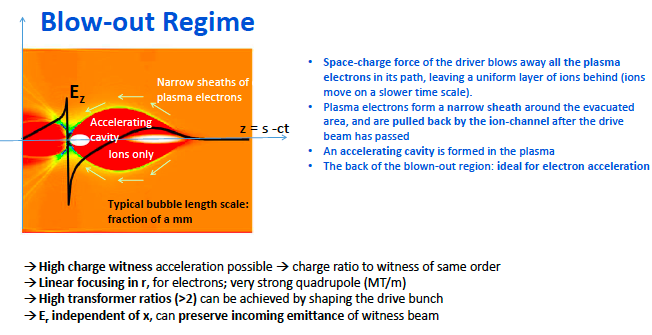 Blow-out Regime
E_z
Narrow sheaths of
plasma electrons
Accelerating
cavity
Ions only
z = s -ct
Typical bubble length scale:
fraction of a mm
• Space-charge force of the driver blows away all the plasma
electrons in its path, leaving a uniform layer of ions behind (ions
move on a slower time scale).
• Plasma electrons form a narrow sheath around the evacuated
area, and are pulled back by the ion-channel after the drive
beam has passed
• An accelerating cavity is formed in the plasma
• The back of the blown-out region: ideal for electron acceleration
→ High charge witness acceleration possible → charge ratio to witness of same order
→ Linear focusing in r, for electrons; very strong quadrupole (MT/m)
→ High transformer ratios (>2) can be achieved by shaping the drive bunch
→ E_r independent of x, can preserve incoming emittance of witness beam